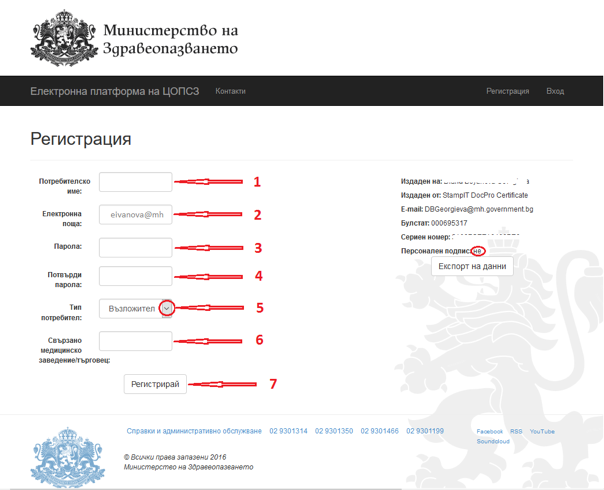 Министерство на
Здравеопазването
Електронна платформа на ЦОПСЗ Контакти Регистрация Вход
Регистрация
Потребителско
име:
1
Електронна
поща:
eivanova@mh
2
Парола:
3
Потвърди
парола:
4
Тип
потребител:
Възложител
5
Свързано
медицинско
заведение/търговец:
6
Регистрирай
7
Издаден на:
Издаден от: StampIT DocPro Certificate
E-mail: DBGeorgieva@mh.government.bg
Булстат: 000695317
Сериен номер:
Персонален подпис: не
Експорт на данни
Справки и административно обслужване 02 9301314 02 9301350 02 9301466 02 9301199
Facebook RSS YouTube
Soundcloud
© Всички права запазени 2016
Министерство на Здравеопазването